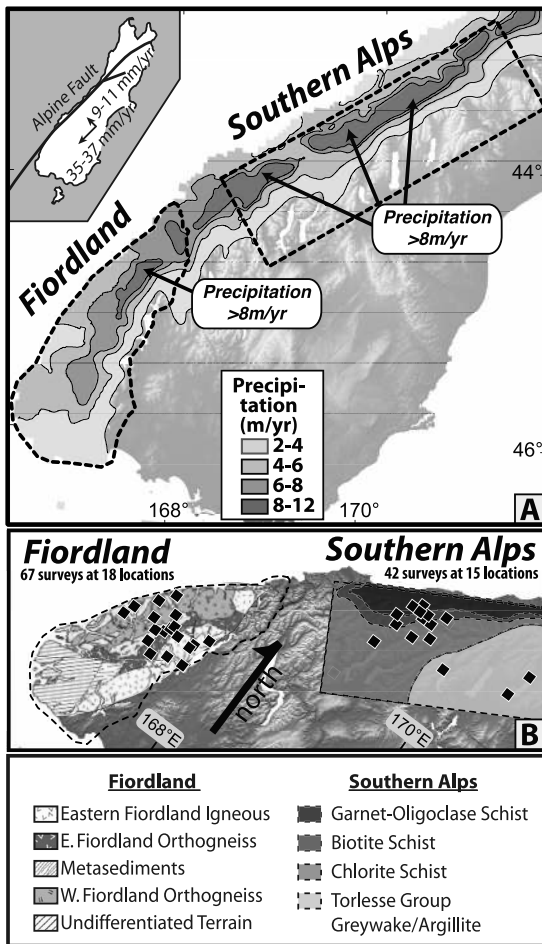 Alpine Fault
9-11 mm/yr
35-37 mm/yr
Southern Alps
Fiordland
44°
Precipitation
>8m/yr
Precipitation
>8m/yr
Precipi-
tation
(m/yr)
2-4
4-6
6-8
8-12
46°
168°
170°
A
Fiordland
67 surveys at 18 locations
Southern Alps
42 surveys at 15 locations
north
168°E
170°E
B
Fiordland
Eastern Fiordland Igneous
E. Fiordland Orthogneiss
Metasediments
W. Fiordland Orthogneiss
Undifferentiated Terrain
Southern Alps
Garnet-Oligoclase Schist
Biotite Schist
Chlorite Schist
Torlesse Group
Greywake/Argillite